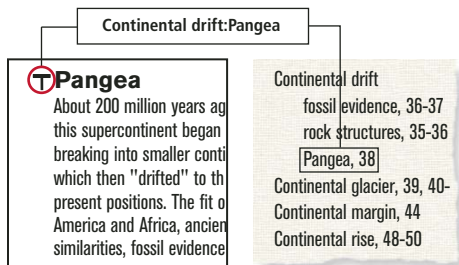 Continental drift:Pangea
Pangea
About 200 million years ag
this supercontinent began
breaking into smaller conti
which then "drifted" to th
present positions. The fit o
America and Africa, ancien
similarities, fossil evidence
Continental drift
fossil evidence, 36-37
rock structures, 35-36
Pangea, 38
Continental glacier, 39, 40-
Continental margin, 44
Continental rise, 48-50